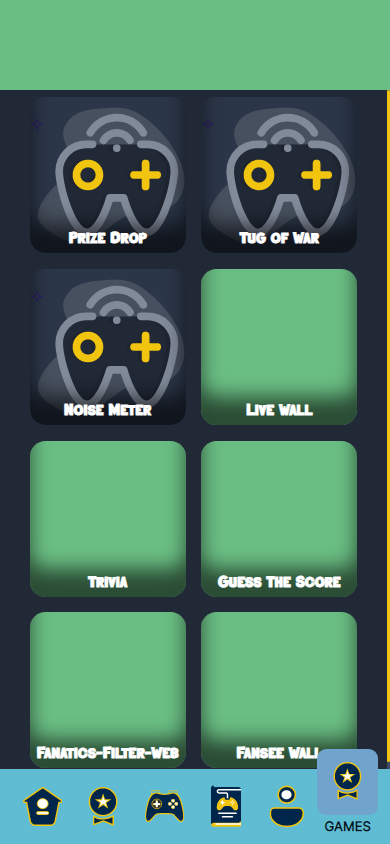 Prize Drop
Tug of War
Noise Meter
Live Wall
Trivia
Guess The Score
Fanatics-Filter-Web
FanSee Wall
GAMES